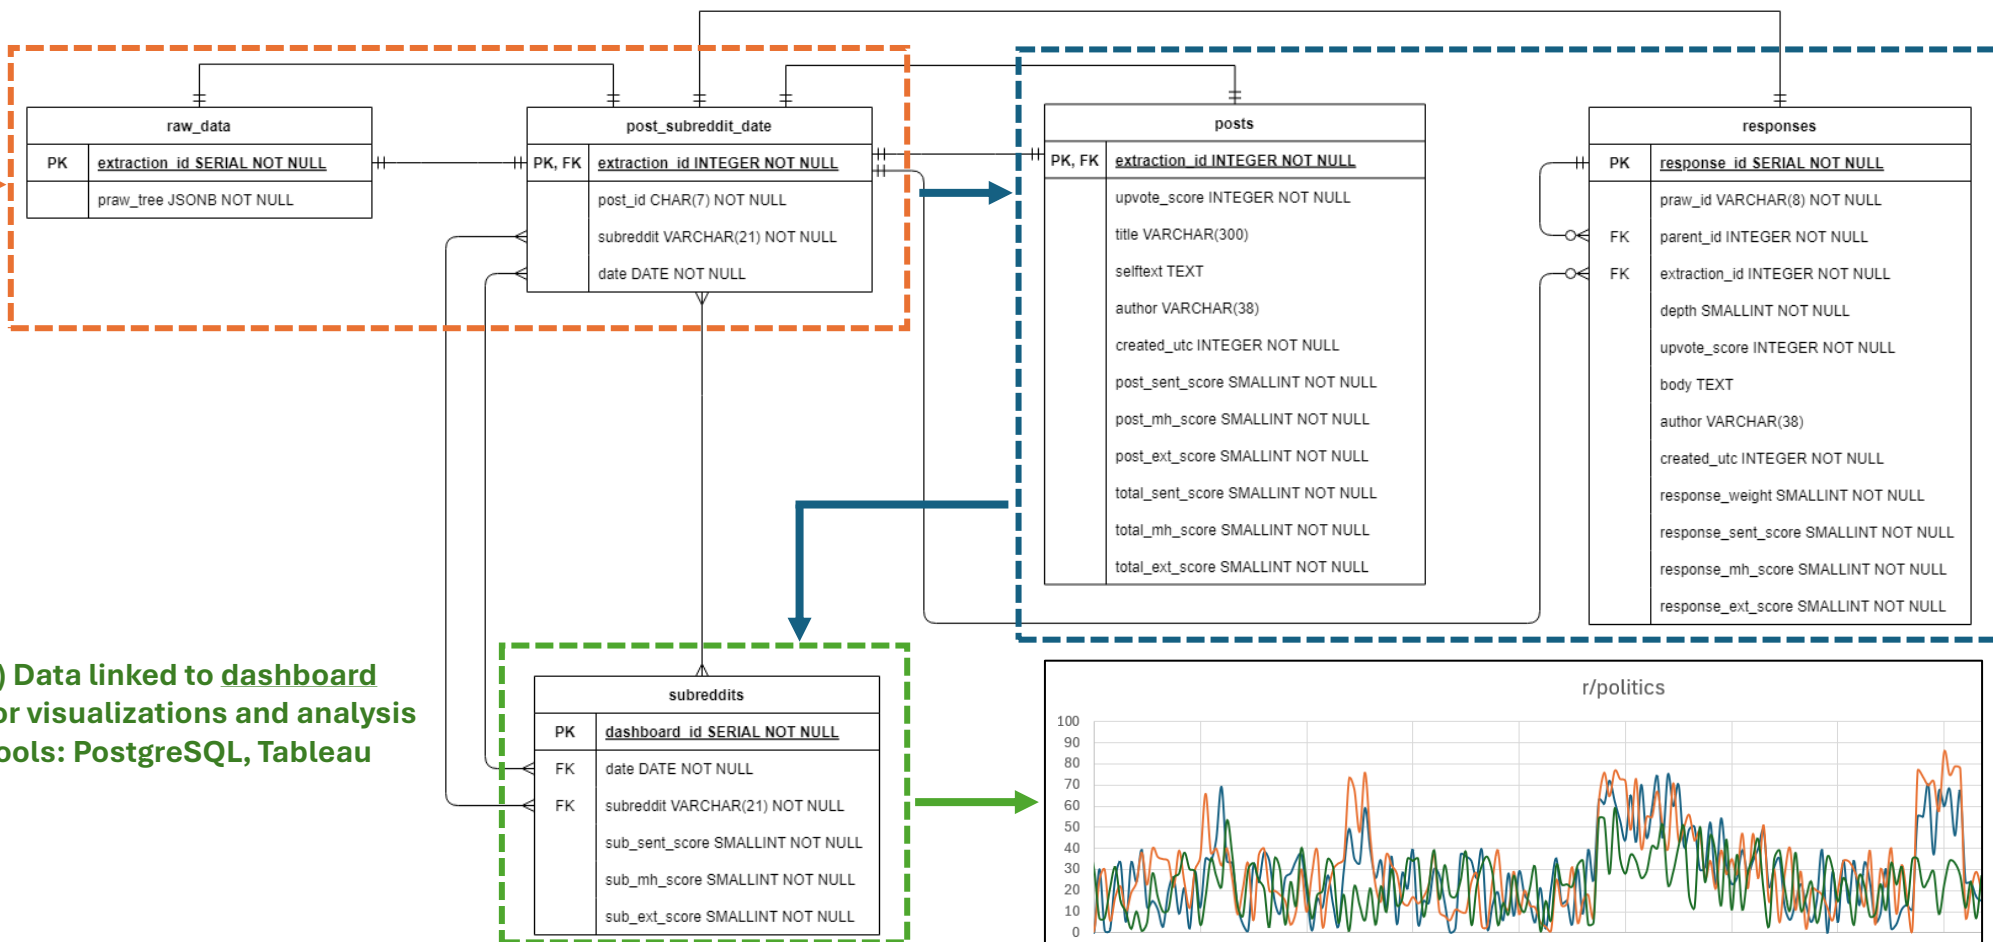 raw_data
PK extraction_id SERIAL NOT NULL
praw_tree JSONB NOT NULL
post_subreddit_date
PK, FK extraction_id INTEGER NOT NULL
post_id CHAR(7) NOT NULL
subreddit VARCHAR(21) NOT NULL
date DATE NOT NULL
posts
PK, FK extraction_id INTEGER NOT NULL
upvote_score INTEGER NOT NULL
title VARCHAR(300)
selftext TEXT
author VARCHAR(38)
created_utc INTEGER NOT NULL
post_sent_score SMALLINT NOT NULL
post_mh_score SMALLINT NOT NULL
post_ext_score SMALLINT NOT NULL
total_sent_score SMALLINT NOT NULL
total_mh_score SMALLINT NOT NULL
total_ext_score SMALLINT NOT NULL
responses
PK response_id SERIAL NOT NULL
praw_id VARCHAR(8) NOT NULL
FK parent_id INTEGER NOT NULL
FK extraction_id INTEGER NOT NULL
depth SMALLINT NOT NULL
upvote_score INTEGER NOT NULL
body TEXT
author VARCHAR(38)
created_utc INTEGER NOT NULL
response_weight SMALLINT NOT NULL
response_sent_score SMALLINT NOT NULL
response_mh_score SMALLINT NOT NULL
response_ext_score SMALLINT NOT NULL
) Data linked to dashboard
or visualizations and analysis
ools: PostgreSQL, Tableau
subreddits
PK dashboard_id SERIAL NOT NULL
FK date DATE NOT NULL
FK subreddit VARCHAR(21) NOT NULL
sub_sent_score SMALLINT NOT NULL
sub_mh_score SMALLINT NOT NULL
sub_ext_score SMALLINT NOT NULL
r/politics
100
90
80
70
60
50
40
30
20
10
0